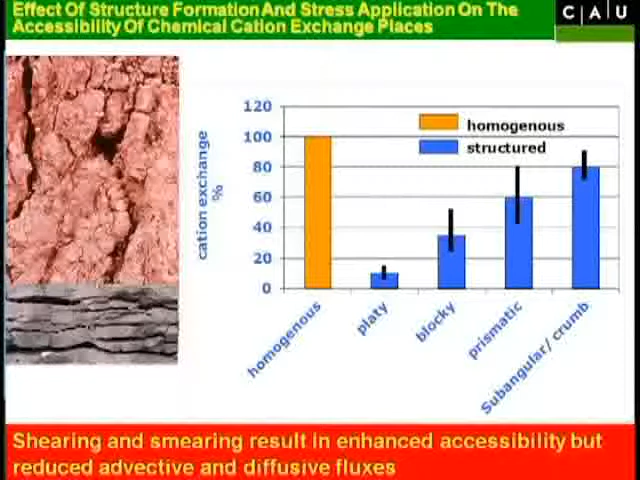 Effect Of Structure Formation And Stress Application On The
Accessibility Of Chemical Cation Exchange Places
C|A|U
120
100
80
60
40
20
0
cation exchange
%
homogenous
structured
homogenous
platy
blocky
prismatic
Subangular/ crumb
Shearing and smearing result in enhanced accessibility but
reduced advective and diffusive fluxes